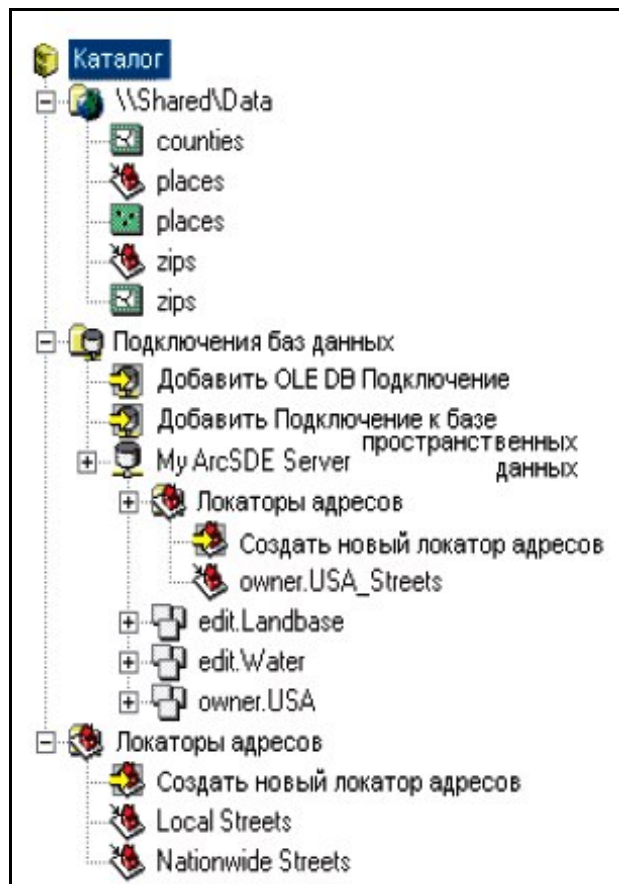 Каталог
\\Shared\Data
counties
places
places
zips
zips
Подключения баз данных
Добавить OLE DB Подключение
Добавить Подключение к базе
пространственных
данных
My ArcSDE Server
Локаторы адресов
Создать новый локатор адресов
owner.USA_Streets
edit.Landbase
edit.Water
owner.USA
Локаторы адресов
Создать новый локатор адресов
Local Streets
Nationwide Streets